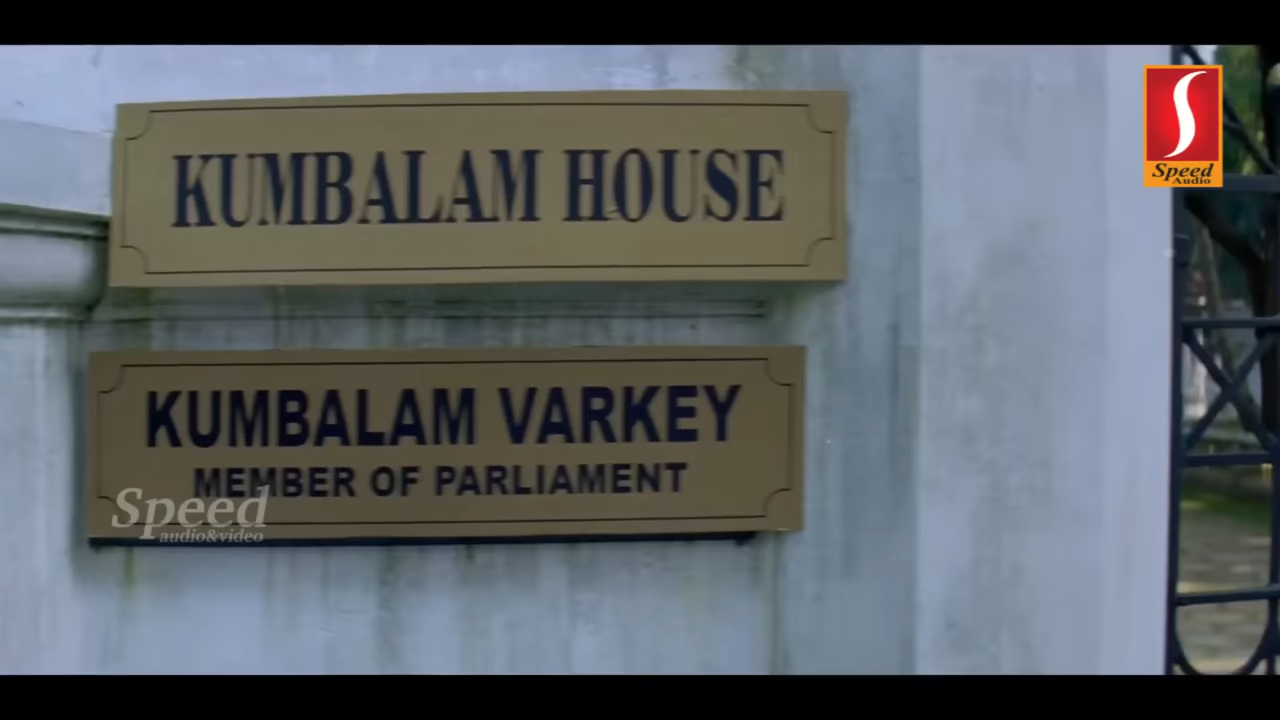 KUMBALAM HOUSE
KUMBALAM VARKEY
MEMBER OF PARLIAMENT
Speed
audio&video
S
Speed
Audio